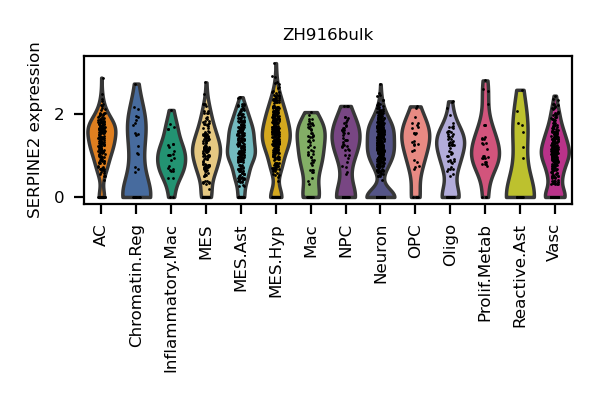 ZH916bulk
SERPINE2 expression
2
0
AC
Chromatin.Reg
Inflammatory.Mac
MES
MES.Ast
MES.Hyp
Mac
NPC
Neuron
OPC
Oligo
Prolif.Metab
Reactive.Ast
Vasc